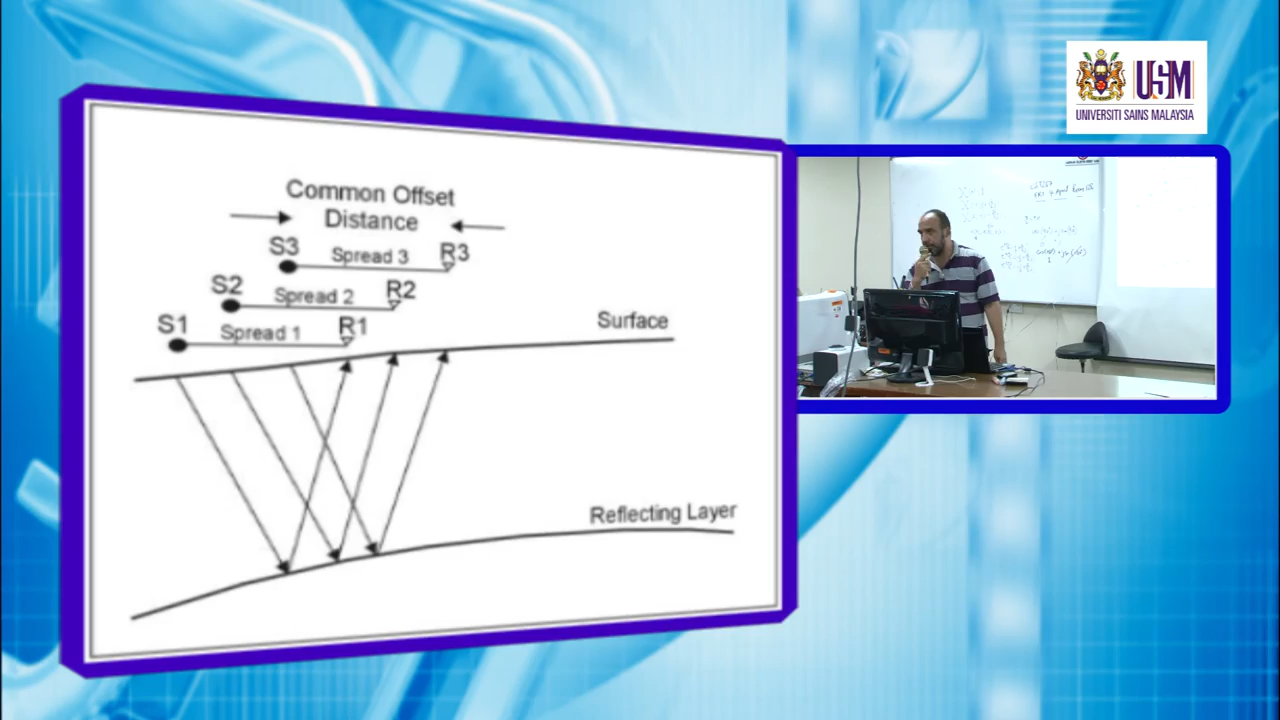 Common Offset
Distance
S3
Spread 3
R3
S2
Spread 2
R2
S1
Spread 1
R1
Surface
Reflecting Layer
USM
UNIVERSITI SAINS MALAYSIA